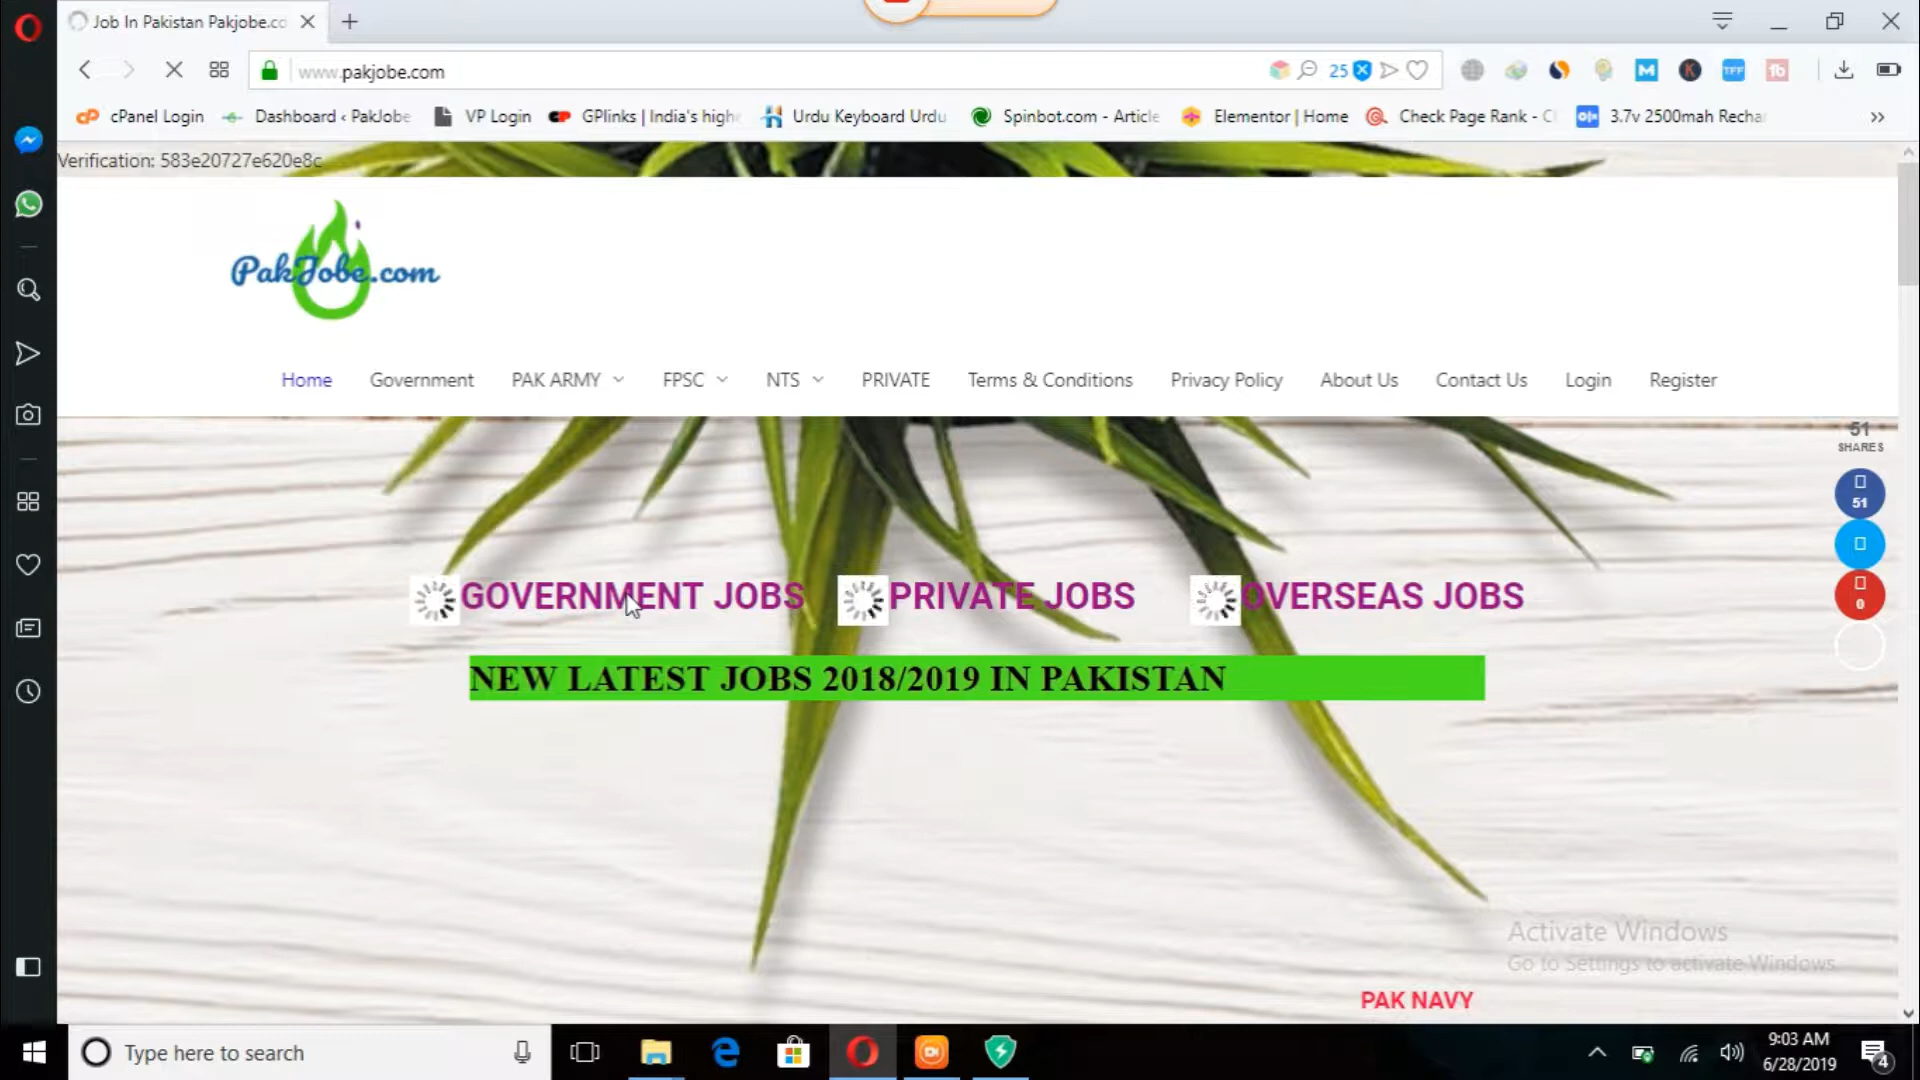 Job In Pakistan Pakjobe.co
www.pakjobe.com
25
cPanel Login
Dashboard ‹ PakJobe
VP Login
GPlinks | India's highe
Urdu Keyboard Urdu
Spinbot.com - Article
Elementor | Home
Check Page Rank - C
3.7v 2500mah Recha
Verification: 583e20727e620e8c
PakJobe.com
Home
Government
PAK ARMY
FPSC
NTS
PRIVATE
Terms & Conditions
Privacy Policy
About Us
Contact Us
Login
Register
51
SHARES
51
0
GOVERNMENT JOBS
PRIVATE JOBS
OVERSEAS JOBS
NEW LATEST JOBS 2018/2019 IN PAKISTAN
Activate Windows
Go to Settings to activate Windows.
PAK NAVY
Type here to search
9:03 AM
6/28/2019
4